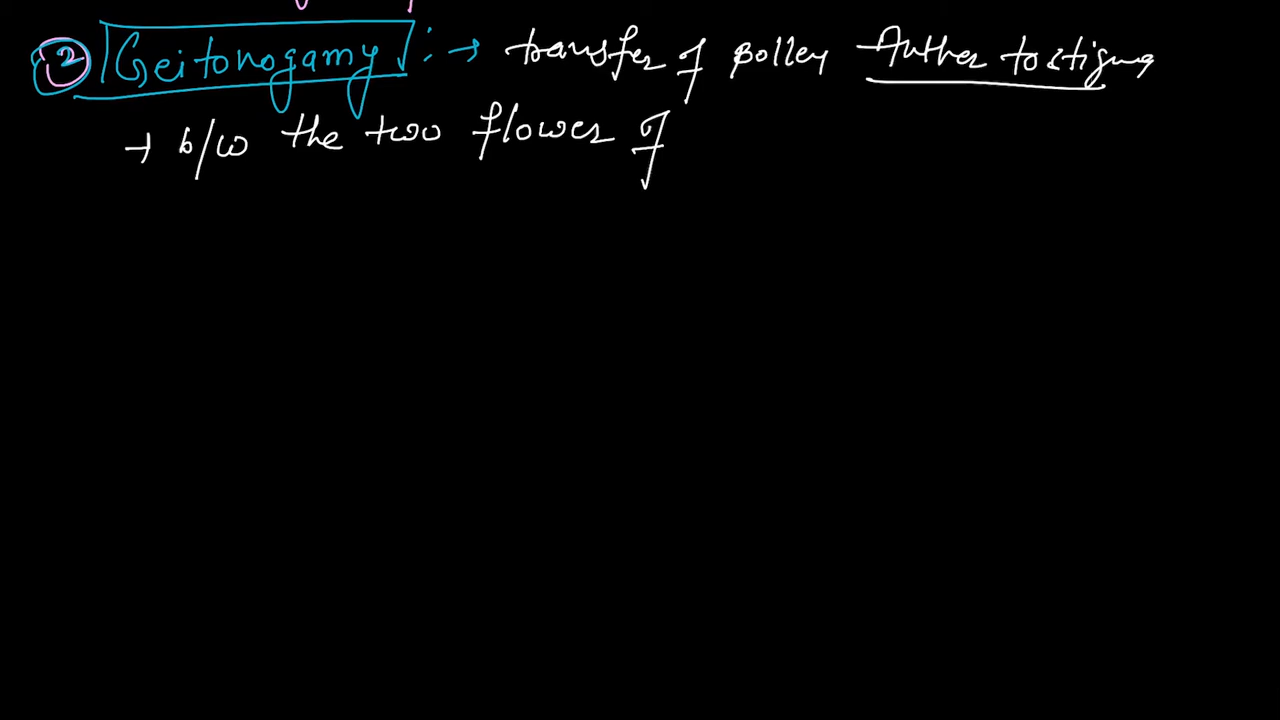 2 Geitonogamy :→ transfer of pollen Anther to stigma
→ b/w the two flower of